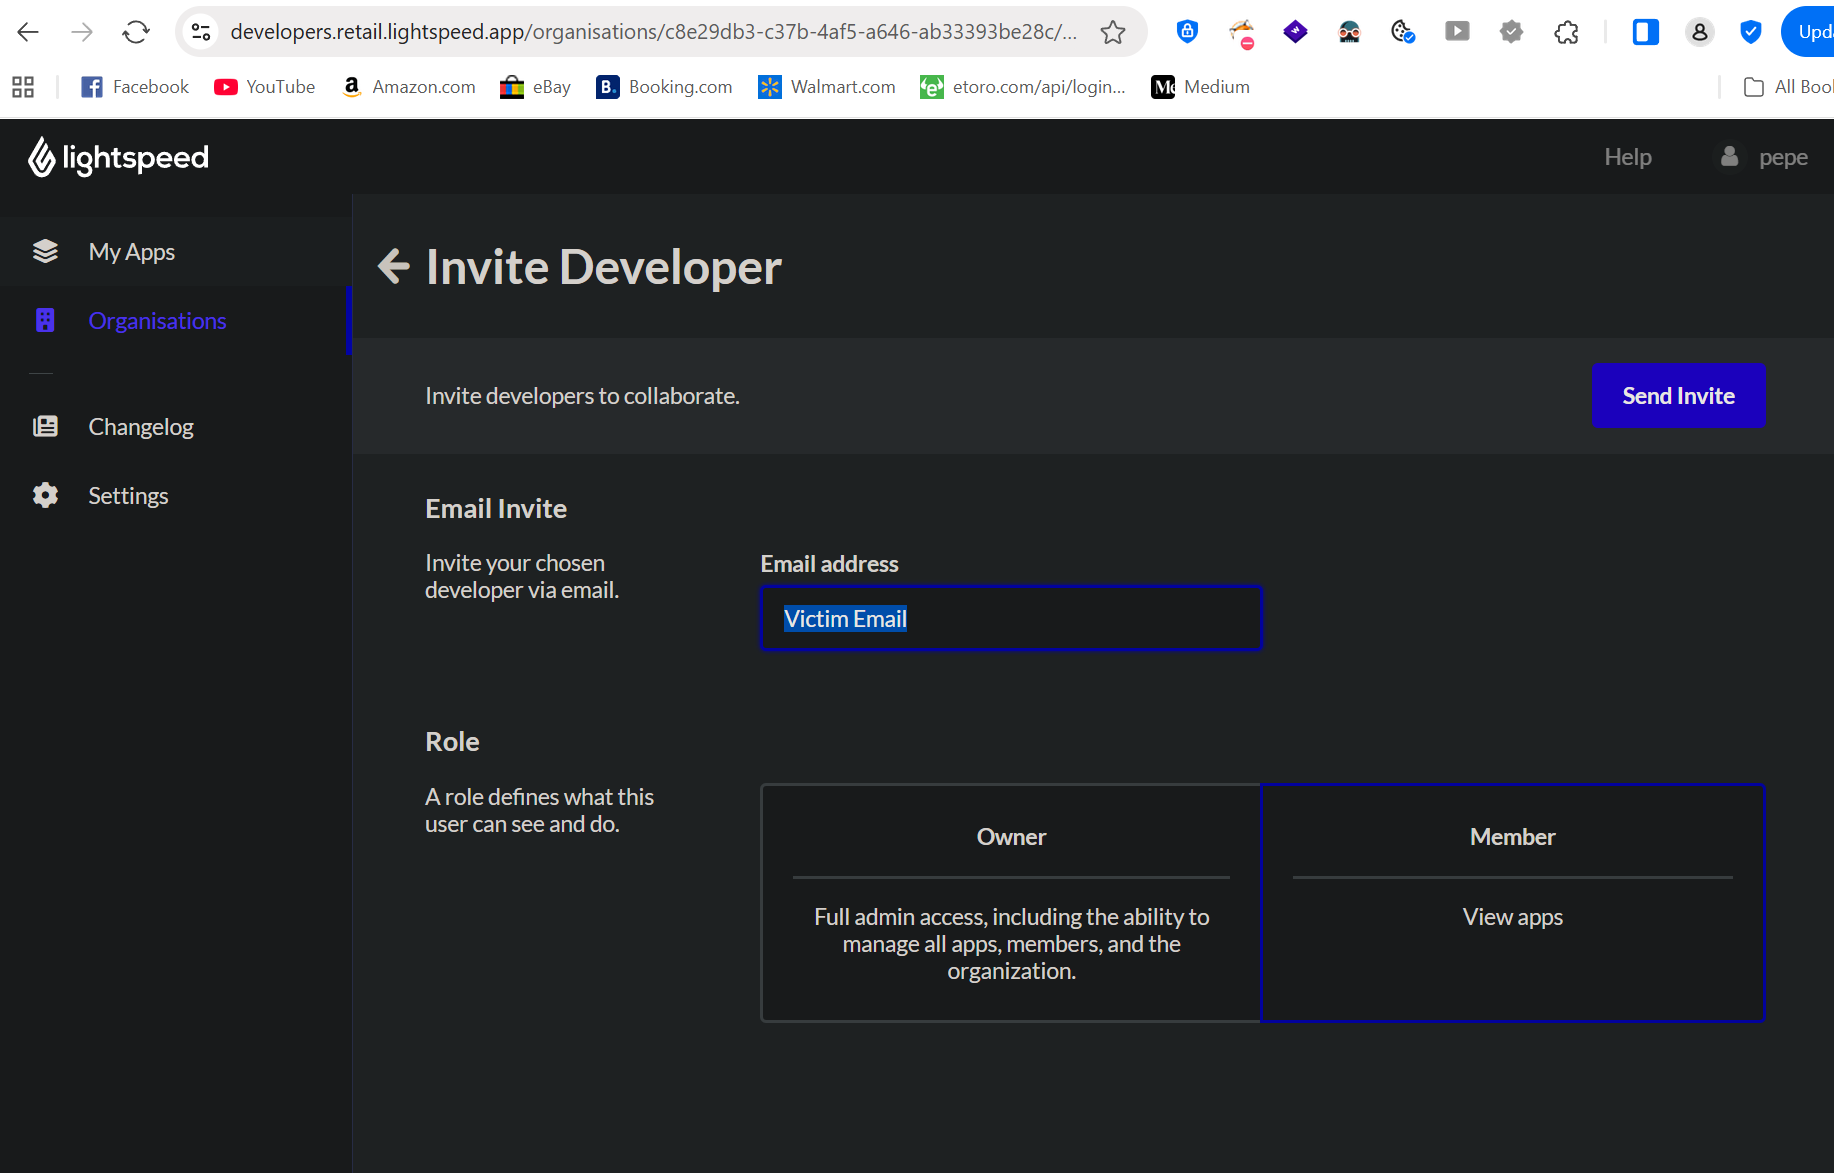 developers.retail.lightspeed.app/organisations/c8e29db3-c37b-4af5-a646-ab33393be28c/...
Facebook YouTube Amazon.com eBay Booking.com Walmart.com etoro.com/api/login... Medium All Boo
lightspeed Help pepe
My Apps
Organisations
Changelog
Settings
Invite Developer
Invite developers to collaborate.
Send Invite
Email Invite
Invite your chosen
developer via email.
Email address
Victim Email
Role
A role defines what this
user can see and do.
Owner
Full admin access, including the ability to
manage all apps, members, and the
organization.
Member
View apps